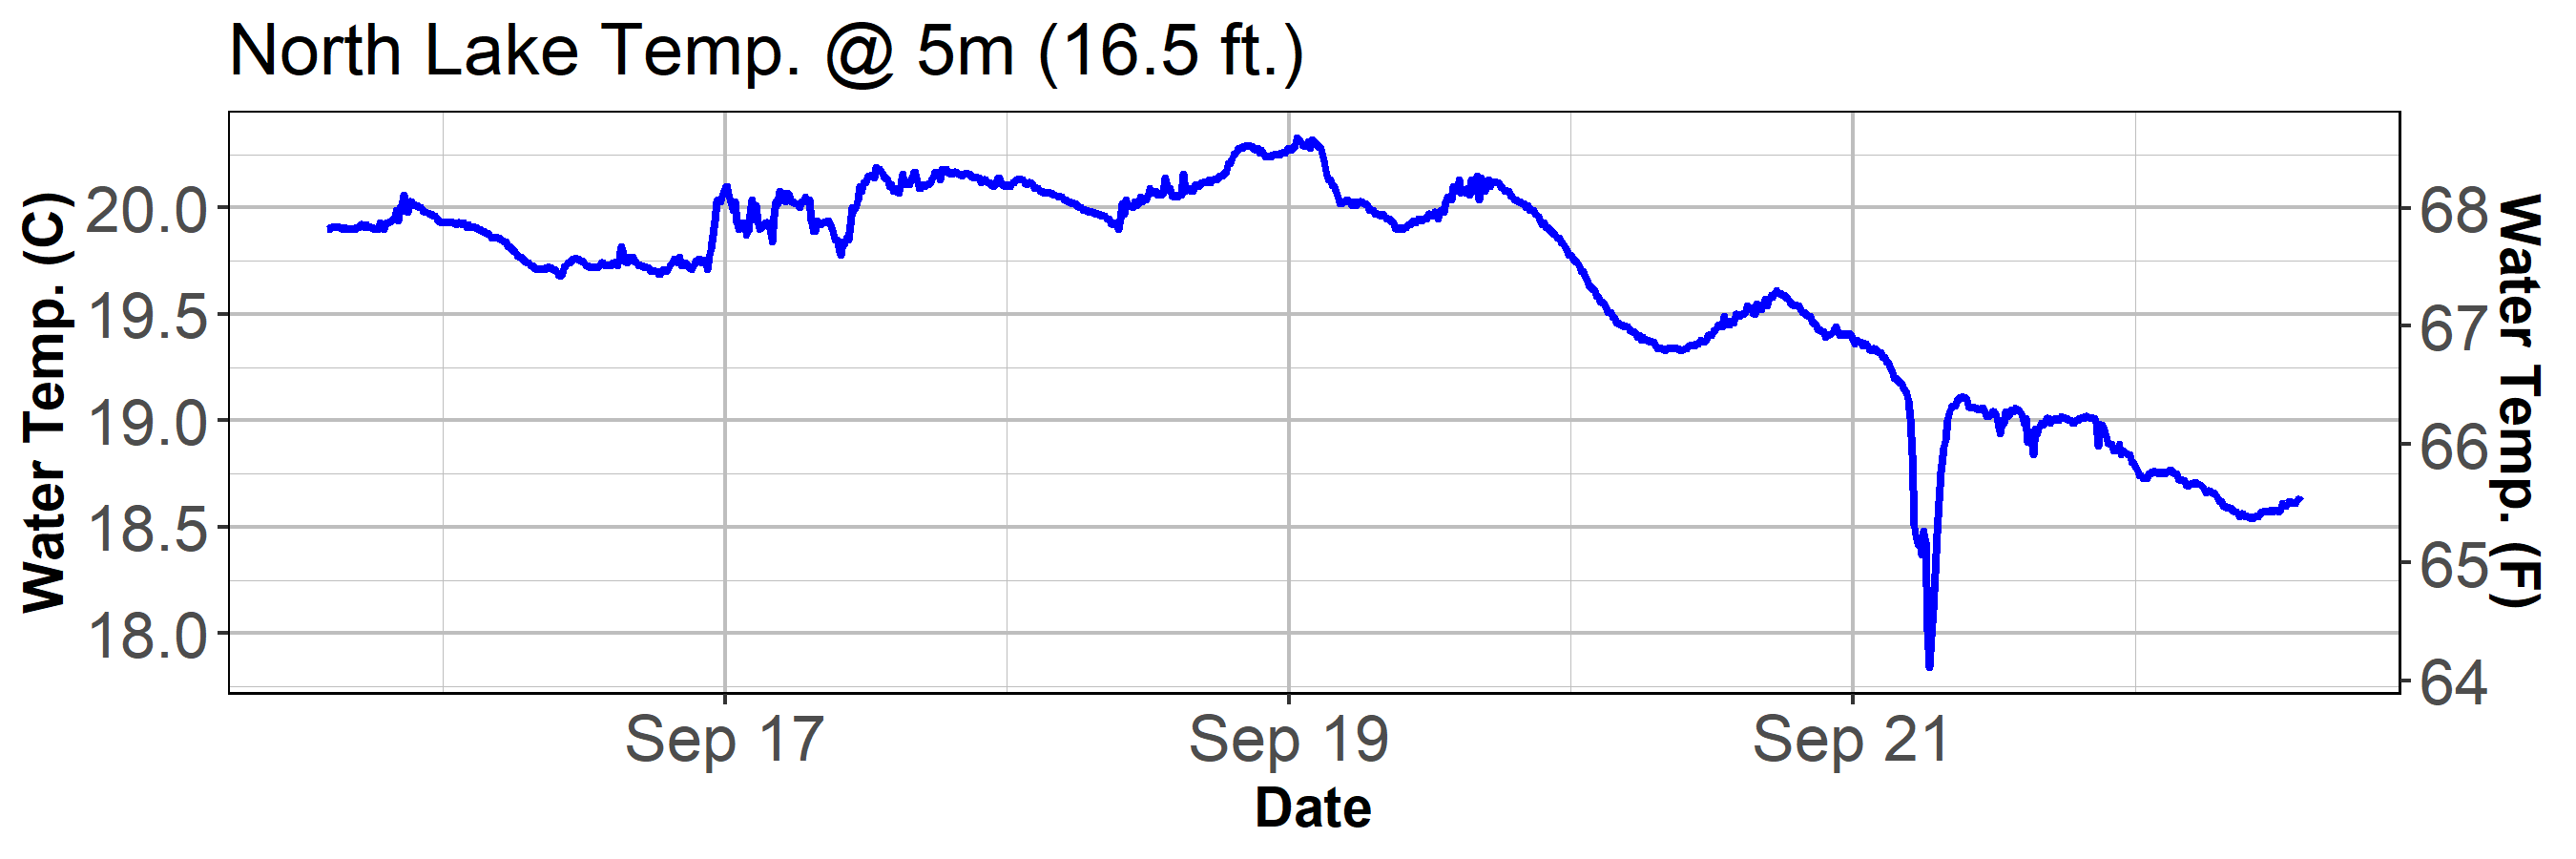 North Lake Temp. @ 5m (16.5 ft.)
Water Temp. (C)
20.0
19.5
19.0
18.5
18.0
68
67
66
65
64
Water Temp. (F)
Sep 17
Sep 19
Sep 21
Date